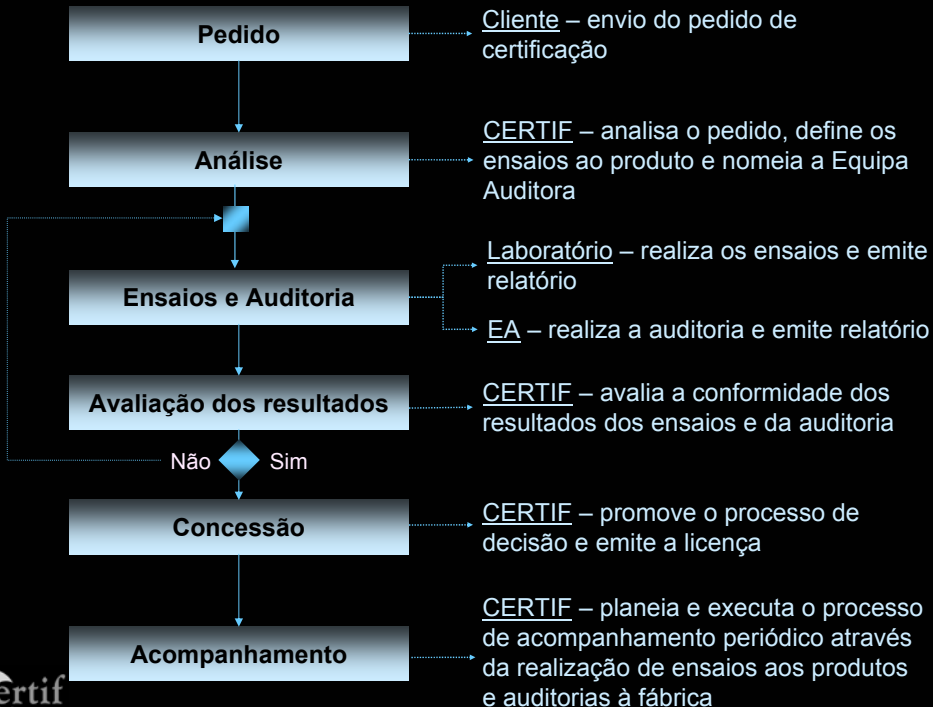 Pedido
Cliente – envio do pedido de
certificação
Análise
CERTIF – analisa o pedido, define os
ensaios ao produto e nomeia a Equipa
Auditora
Ensaios e Auditoria
Laboratório – realiza os ensaios e emite
relatório
EA – realiza a auditoria e emite relatório
Avaliação dos resultados
CERTIF – avalia a conformidade dos
resultados dos ensaios e da auditoria
Não
Sim
Concessão
CERTIF – promove o processo de
decisão e emite a licença
Acompanhamento
CERTIF – planeia e executa o processo
de acompanhamento periódico através
da realização de ensaios aos produtos
e auditorias à fábrica
ertif